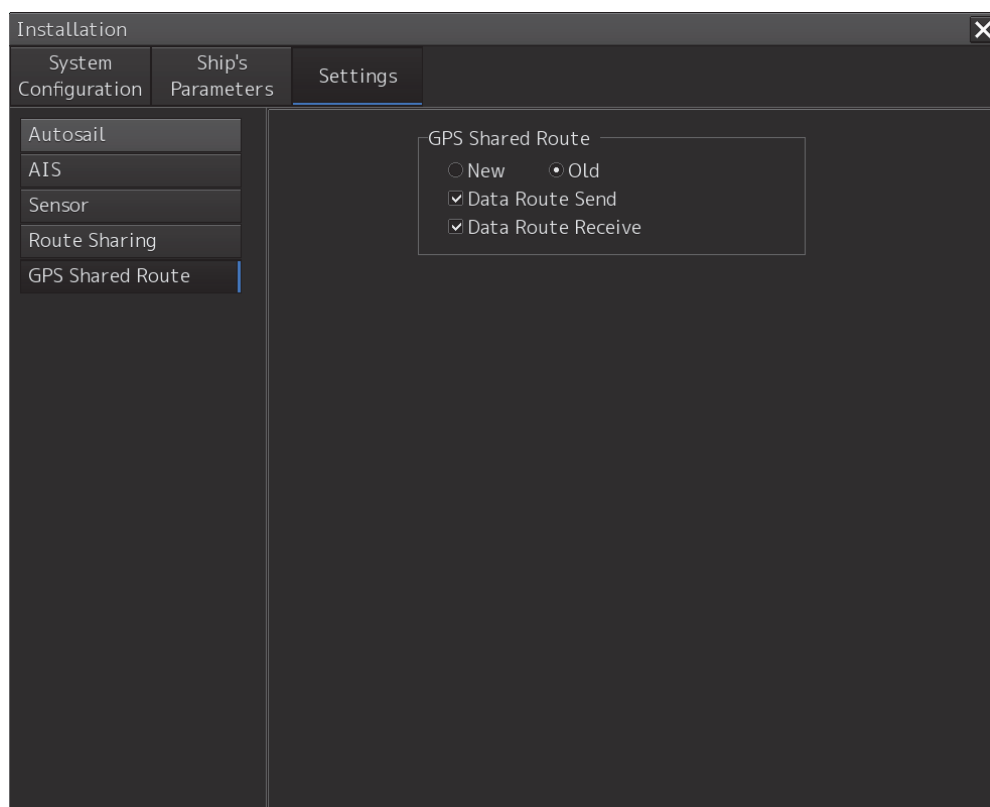 Installation
System
Configuration
Ship's
Parameters
Settings
Autosail
AIS
Sensor
Route Sharing
GPS Shared Route
GPS Shared Route
New Old
Data Route Send
Data Route Receive